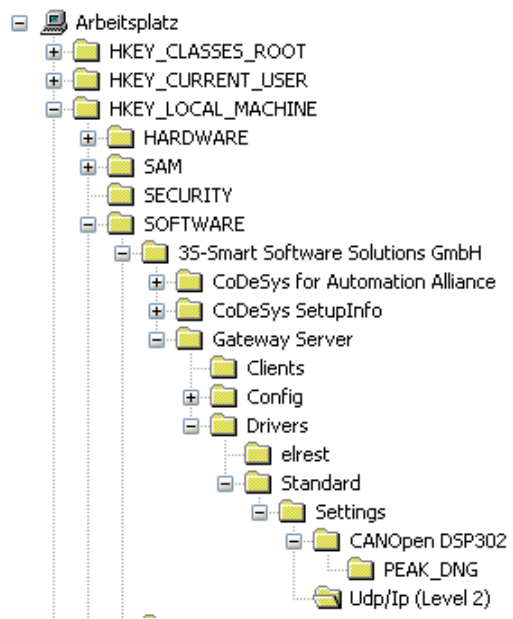 Arbeitsplatz
HKEY_CLASSES_ROOT
HKEY_CURRENT_USER
HKEY_LOCAL_MACHINE
HARDWARE
SAM
SECURITY
SOFTWARE
3S-Smart Software Solutions GmbH
CoDeSys for Automation Alliance
CoDeSys SetupInfo
Gateway Server
Clients
Config
Drivers
elrest
Standard
Settings
CANOpen DSP302
PEAK_DNG
Udp/Ip (Level 2)